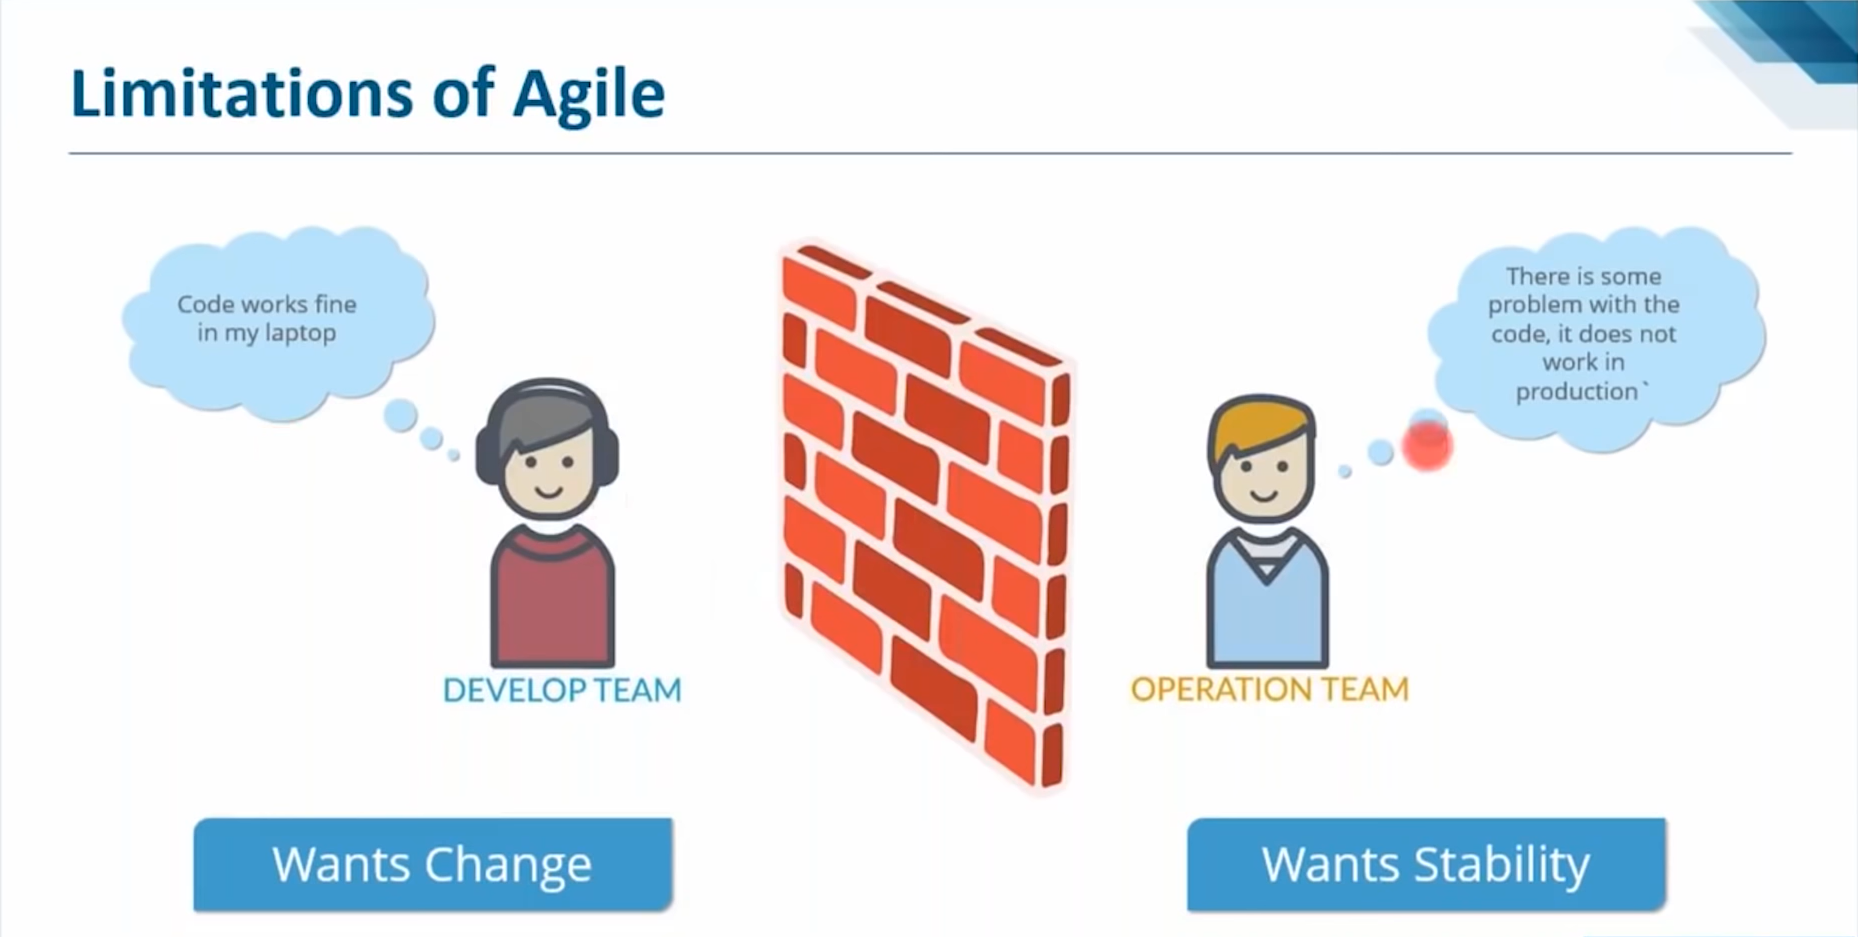 Limitations of Agile
Code works fine
in my laptop
There is some
problem with the
code, it does not
work in
production`
DEVELOP TEAM
OPERATION TEAM
Wants Change
Wants Stability